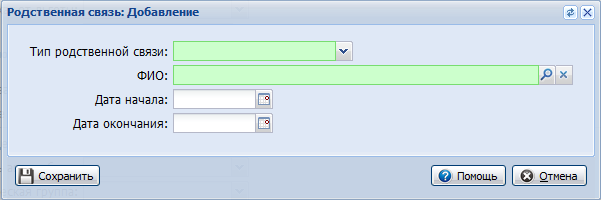 Родственная связь: Добавление
Тип родственной связи:
ФИО:
Дата начала:
Дата окончания:
Сохранить Помощь Отмена